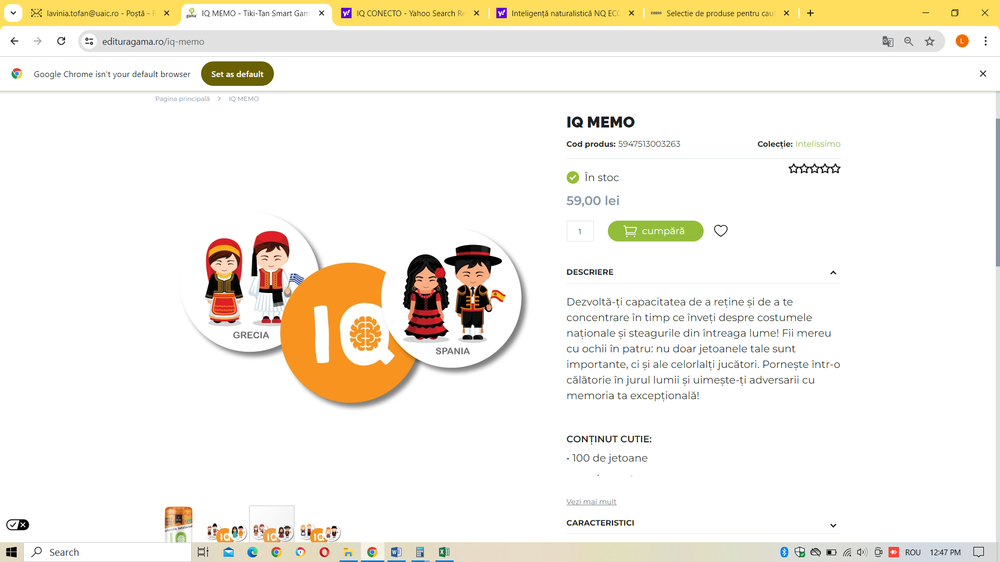 lavinia.tofan@uaic.ro - Poștă - R
IQ MEMO - Tiki-Tan Smart Gam
IQ CONECTO - Yahoo Search Re
Inteligență naturalistică NQ ECO
Selectie de produse pentru caut
edituragama.ro/iq-memo
L
Google Chrome isn't your default browser
Set as default
Pagina principală > IQ MEMO
IQ MEMO
Cod produs: 5947513003263
Colecție: Intelissimo
În stoc
59,00 lei
1
cumpără
DESCRIERE
Dezvoltă-ți capacitatea de a reține și de a te
concentrare în timp ce înveți despre costumele
naționale și steagurile din întreaga lume! Fii mereu
cu ochii în patru: nu doar jetoanele tale sunt
importante, ci și ale celorlalți jucători. Pornește într-o
călătorie în jurul lumii și uimește-ți adversarii cu
memoria ta excepțională!
CONȚINUT CUTIE:
• 100 de jetoane
Vezi mai mult
CARACTERISTICI
GRECIA
IQ
SPANIA
IQ
IQ
IQ
IQ
Search
ROU
12:47 PM